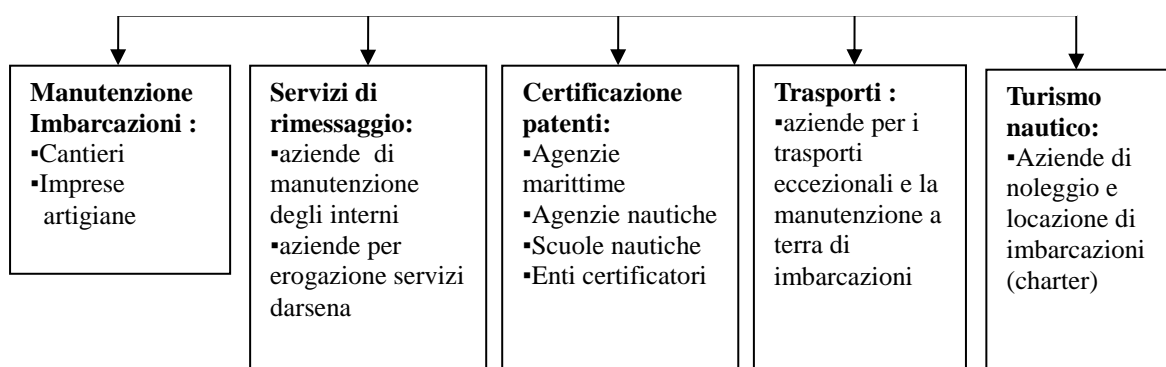 Manutenzione
Imbarcazioni :
▪Cantieri
▪Imprese
artigiane
Servizi di
rimessaggio:
▪aziende di
manutenzione
degli interni
▪aziende per
erogazione servizi
darsena
Certificazione
patenti:
▪Agenzie
marittime
▪Agenzie nautiche
▪Scuole nautiche
▪Enti certificatori
Trasporti :
▪aziende per i
trasporti
eccezionali e la
manutenzione a
terra di
imbarcazioni
Turismo
nautico:
▪Aziende di
noleggio e
locazione di
imbarcazioni
(charter)